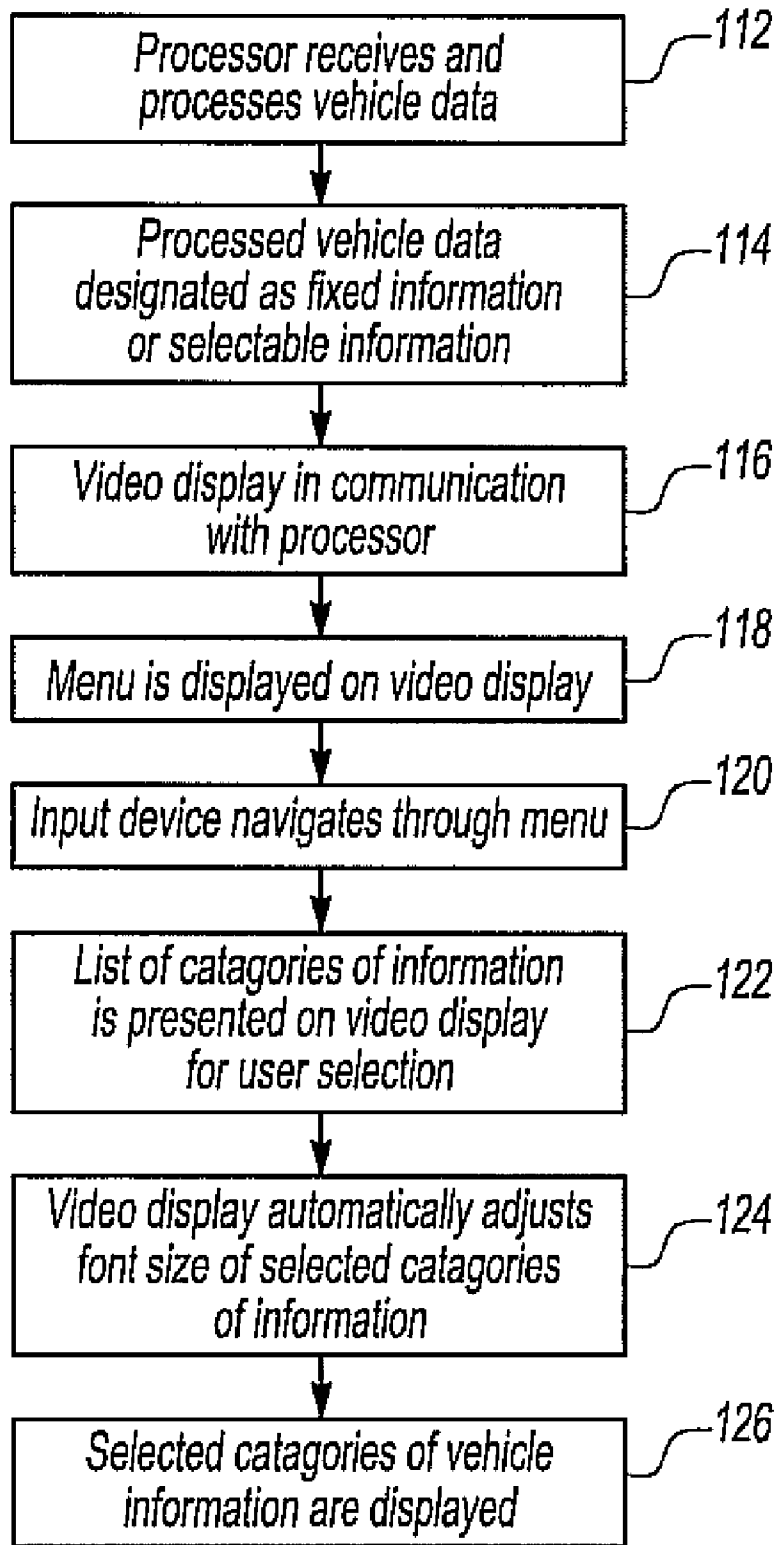 Processor receives and
processes vehicle data
112
Processed vehicle data
designated as fixed information
or selectable information
114
Video display in communication
with processor
116
Menu is displayed on video display
118
Input device navigates through menu
120
List of catagories of information
is presented on video display
for user selection
122
Video display automatically adjusts
font size of selected catagories
of information
124
Selected catagories of vehicle
information are displayed
126